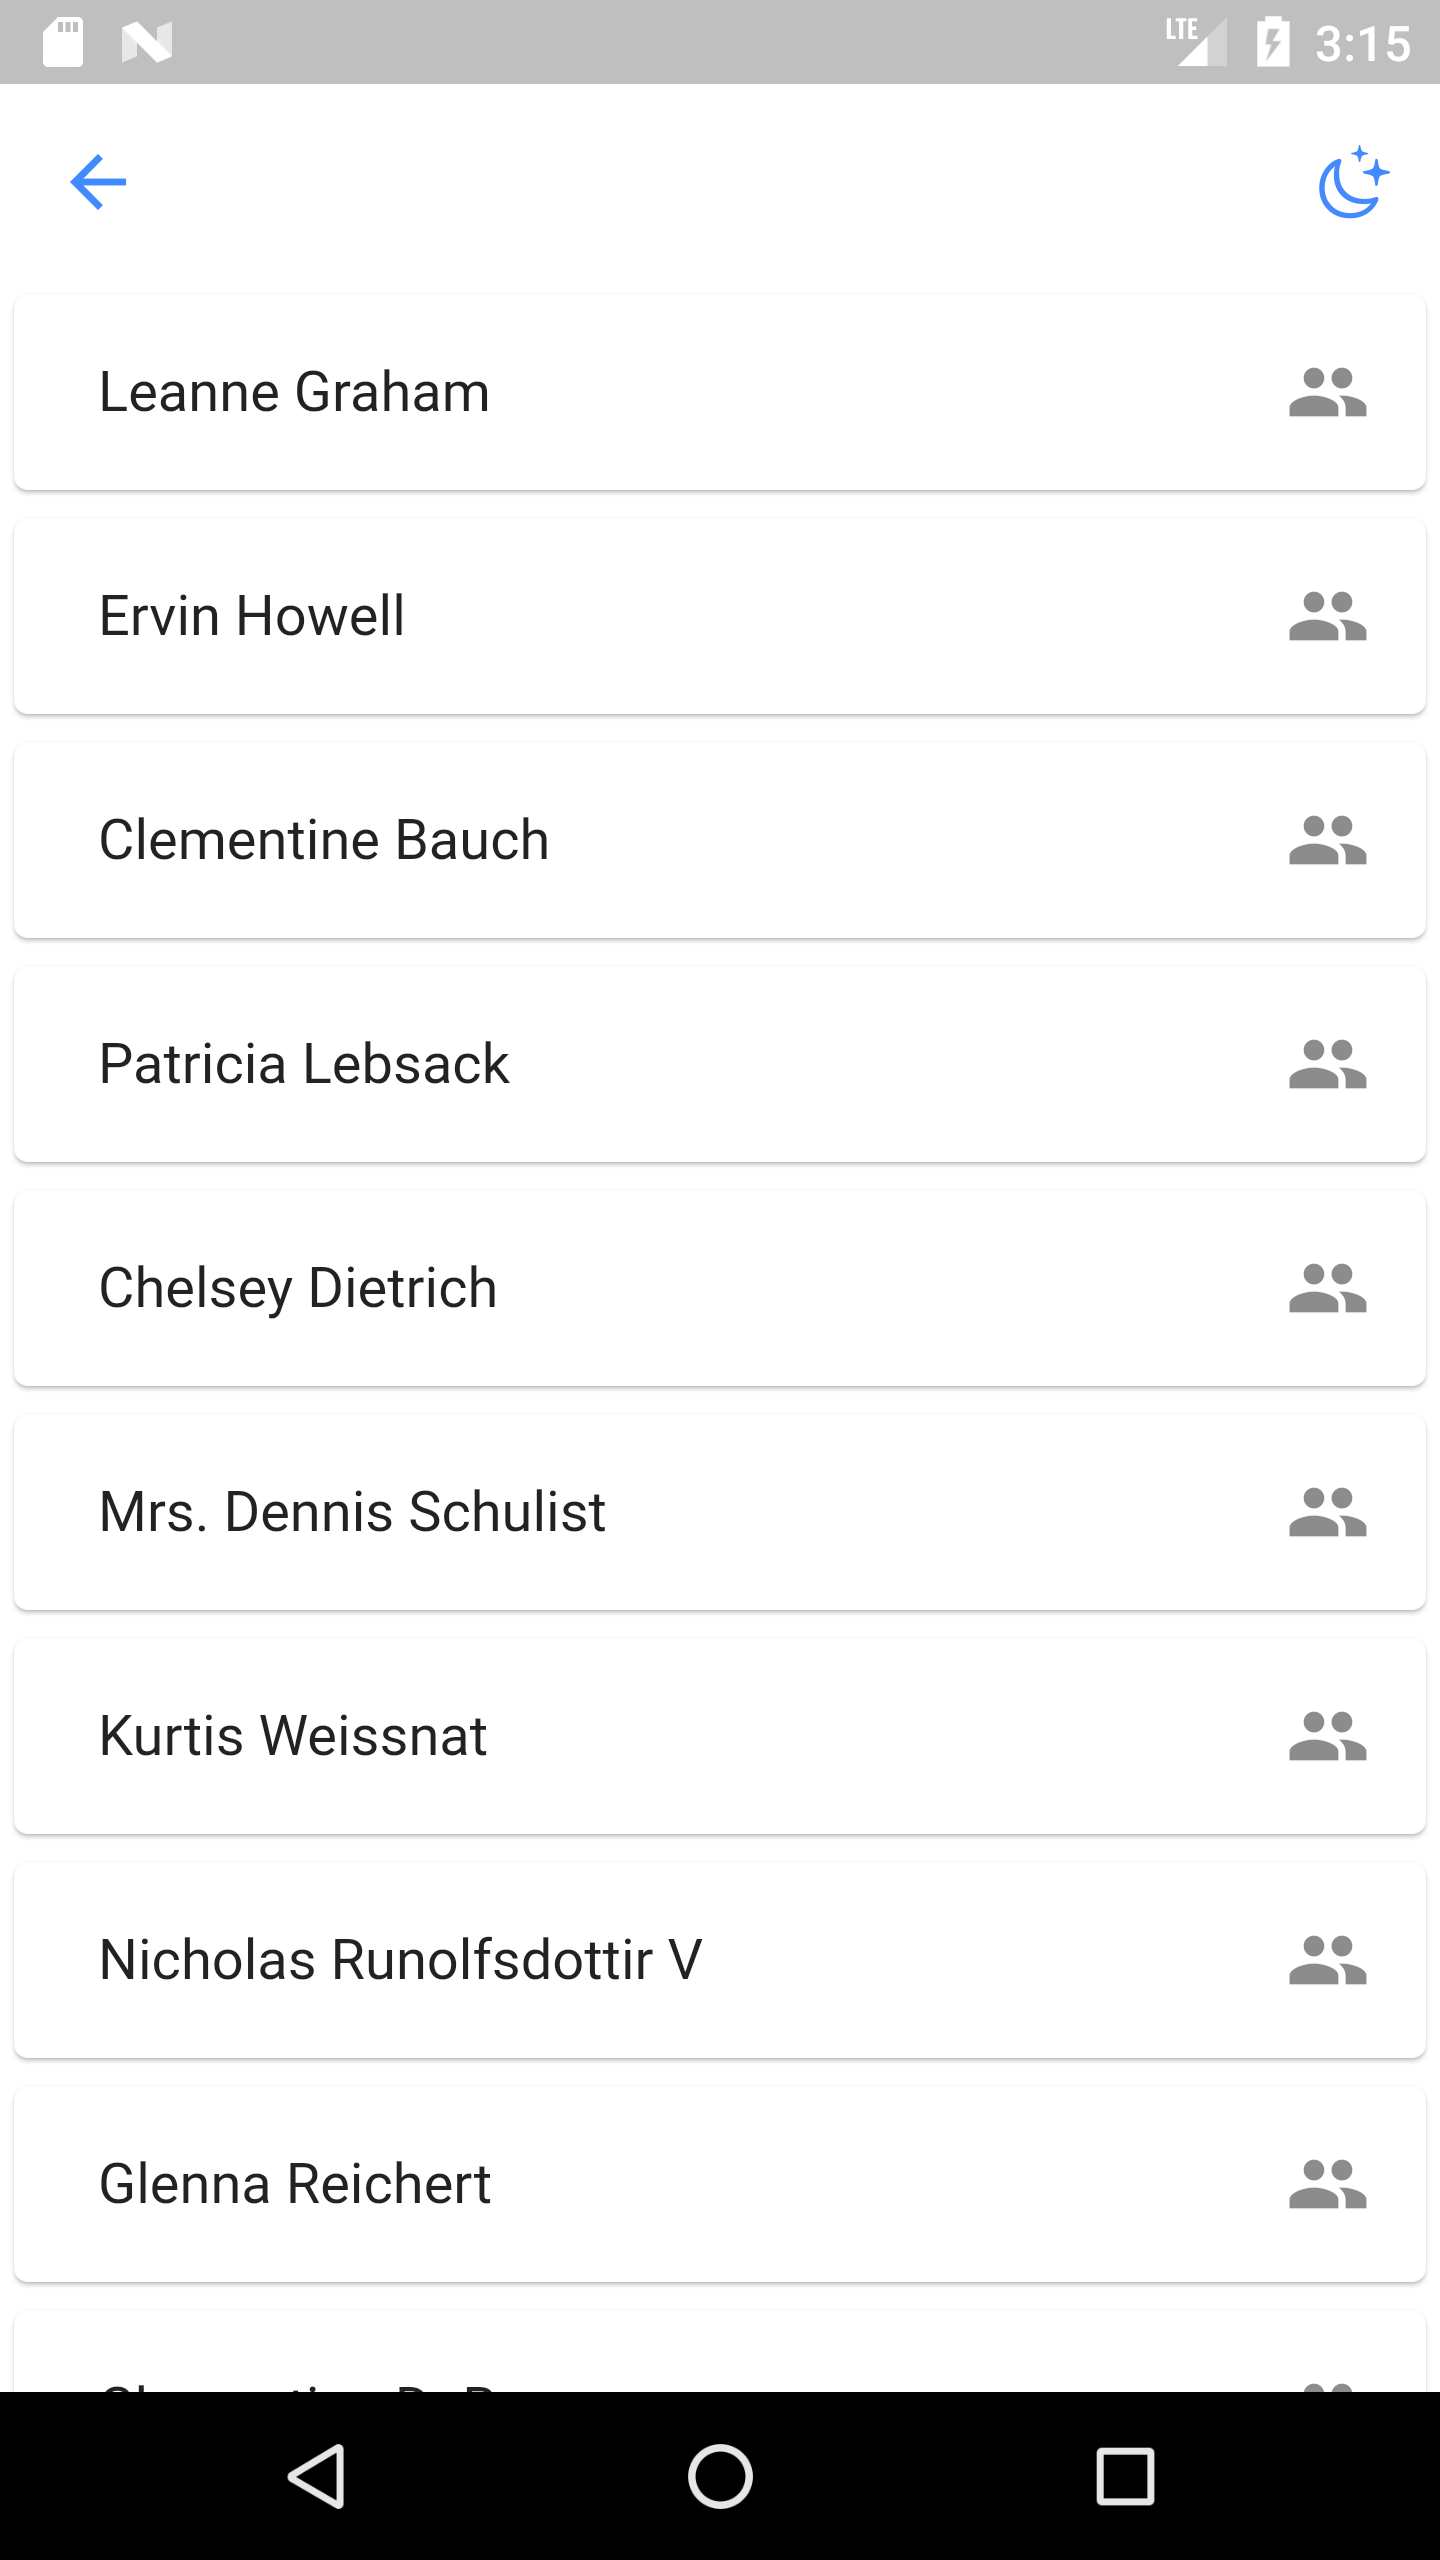 LTE 3:15
Leanne Graham
Ervin Howell
Clementine Bauch
Patricia Lebsack
Chelsey Dietrich
Mrs. Dennis Schulist
Kurtis Weissnat
Nicholas Runolfsdottir V
Glenna Reichert